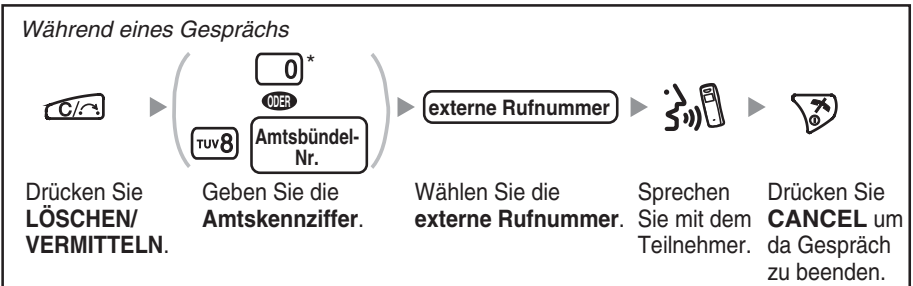 Während eines Gesprächs
C/
0*
ODER
TUV8
Amtsbündel-
Nr.
externe Rufnummer
Drücken Sie
LÖSCHEN/
VERMITTELN.
Geben Sie die
Amtskennziffer.
Wählen Sie die
externe Rufnummer.
Sprechen
Sie mit dem
Teilnehmer.
Drücken Sie
CANCEL um
da Gespräch
zu beenden.